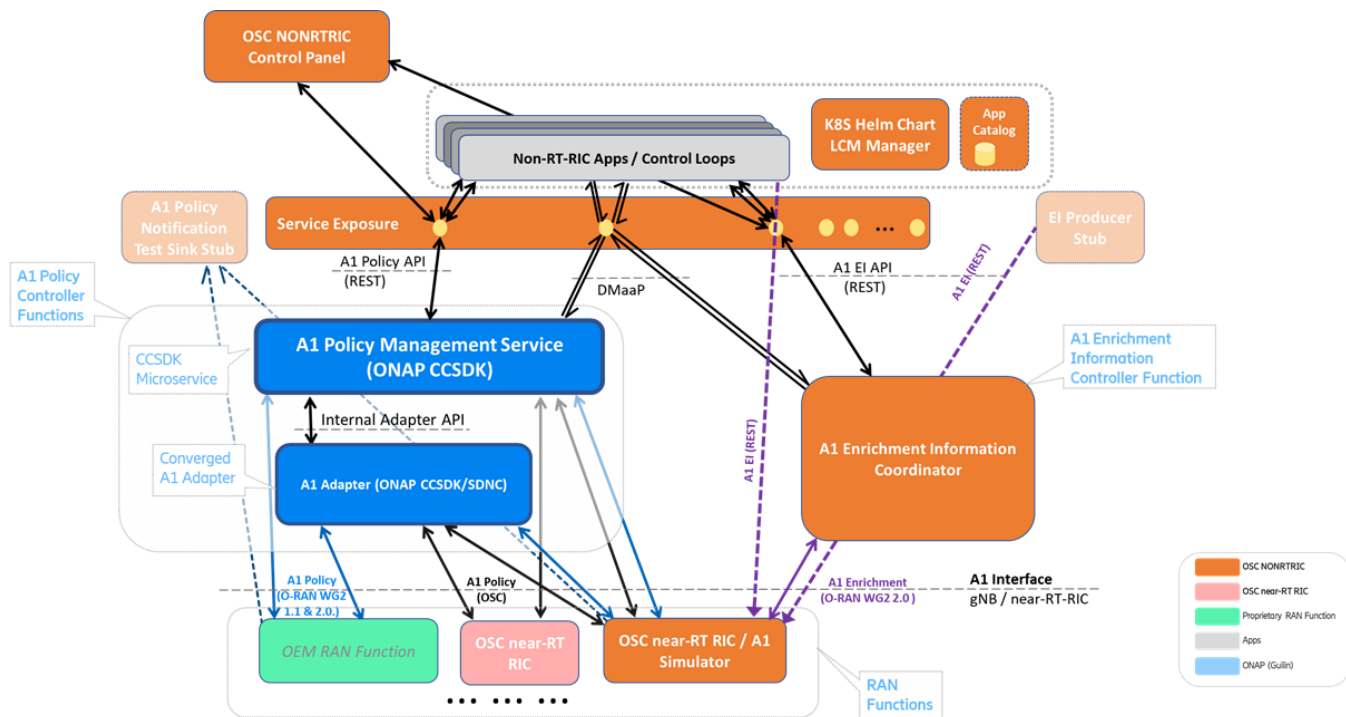 OSC NONRTRIC
Control Panel
K8S Helm Chart
LCM Manager
App
Catalog
Non-RT-RIC Apps / Control Loops
A1 Policy
Notification
Test Sink Stub
Service Exposure
...
EI Producer
Stub
A1 Policy API
(REST)
DMaaP
A1 EI API
(REST)
A1 EI (REST)
A1 Policy
Controller
Functions
CCSDK
Microservice
A1 Policy Management Service
(ONAP CCSDK)
A1 Enrichment
Information
Controller Function
Internal Adapter API
A1 EI (REST)
A1 Enrichment Information
Coordinator
Converged
A1 Adapter
A1 Adapter (ONAP CCSDK/SDNC)
A1 Policy
(O-RAN WG2
1.1 & 2.0.)
A1 Policy
(OSC)
A1 Enrichment
(O-RAN WG2 2.0 )
A1 Interface
gNB / near-RT-RIC
OEM RAN Function
OSC near-RT
RIC
OSC near-RT RIC / A1
Simulator
RAN
Functions
... ... ...
OSC NONRTRIC
OSC near-RT RIC
Proprietary RAN Function
Apps
ONAP (Guilin)